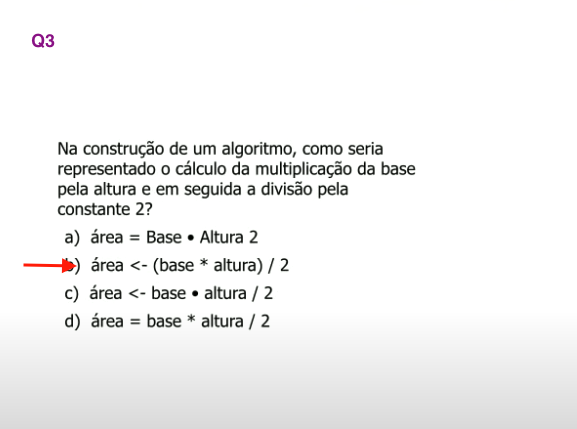 Q3
Na construção de um algoritmo, como seria
representado o cálculo da multiplicação da base
pela altura e em seguida a divisão pela
constante 2?
a) área = Base • Altura 2
b) área <- (base * altura) / 2
c) área <- base • altura / 2
d) área = base * altura / 2